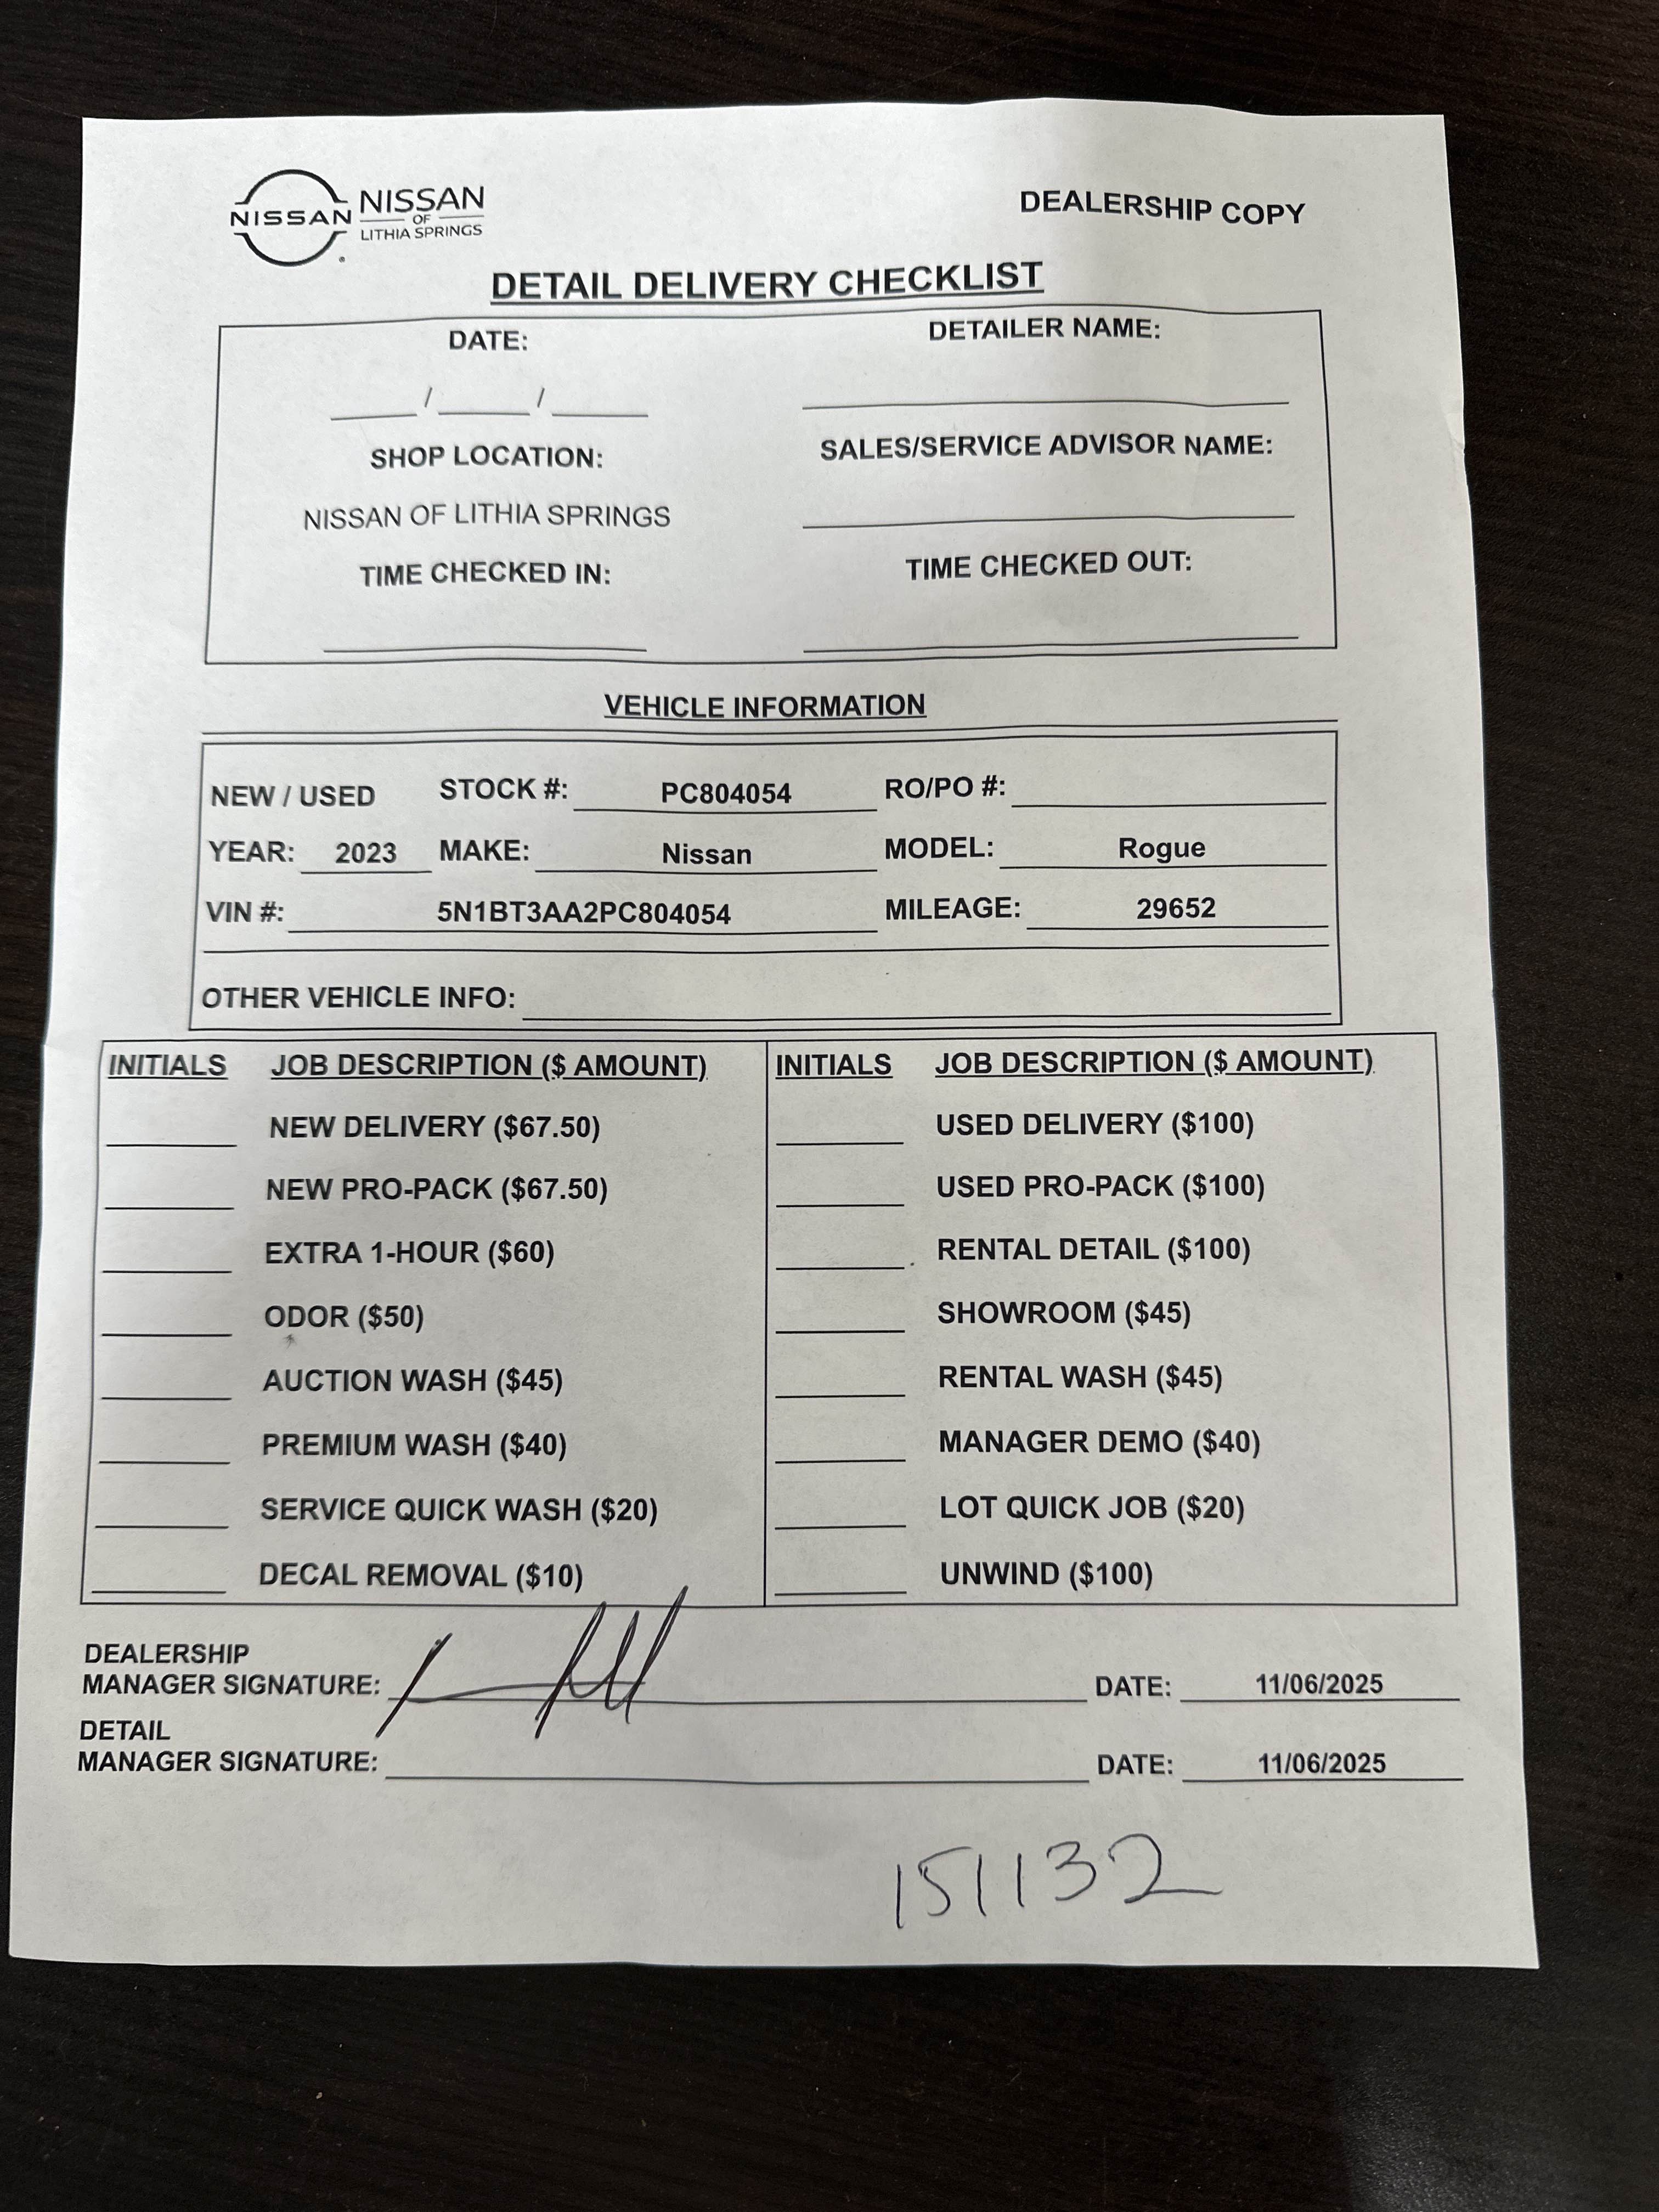 NISSAN
NISSAN
OF
LITHIA SPRINGS
DEALERSHIP COPY
DETAIL DELIVERY CHECKLIST
DATE:
DETAILER NAME:
____/____/____
SHOP LOCATION:
SALES/SERVICE ADVISOR NAME:
NISSAN OF LITHIA SPRINGS
TIME CHECKED IN:
TIME CHECKED OUT:
VEHICLE INFORMATION
NEW / USED STOCK #: PC804054 RO/PO #:
YEAR: 2023 MAKE: Nissan MODEL: Rogue
VIN #: 5N1BT3AA2PC804054 MILEAGE: 29652
OTHER VEHICLE INFO:
INITIALS JOB DESCRIPTION ($ AMOUNT) INITIALS JOB DESCRIPTION ($ AMOUNT)
NEW DELIVERY ($67.50) USED DELIVERY ($100)
NEW PRO-PACK ($67.50) USED PRO-PACK ($100)
EXTRA 1-HOUR ($60) RENTAL DETAIL ($100)
ODOR ($50) SHOWROOM ($45)
AUCTION WASH ($45) RENTAL WASH ($45)
PREMIUM WASH ($40) MANAGER DEMO ($40)
SERVICE QUICK WASH ($20) LOT QUICK JOB ($20)
DECAL REMOVAL ($10) UNWIND ($100)
DEALERSHIP
MANAGER SIGNATURE: DATE: 11/06/2025
DETAIL
MANAGER SIGNATURE: DATE: 11/06/2025
151132